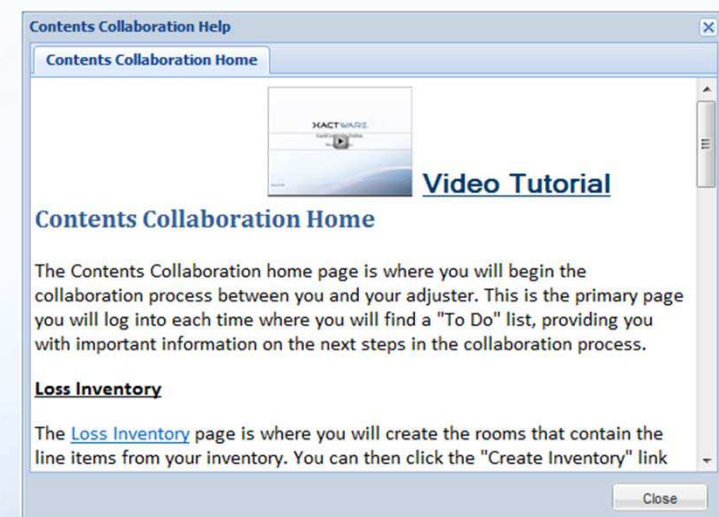 Contents Collaboration Help
Contents Collaboration Home
XACTWARE
Video Tutorial
Contents Collaboration Home
The Contents Collaboration home page is where you will begin the
collaboration process between you and your adjuster. This is the primary page
you will log into each time where you will find a "To Do" list, providing you
with important information on the next steps in the collaboration process.
Loss Inventory
The Loss Inventory page is where you will create the rooms that contain the
line items from your inventory. You can then click the "Create Inventory" link
Close